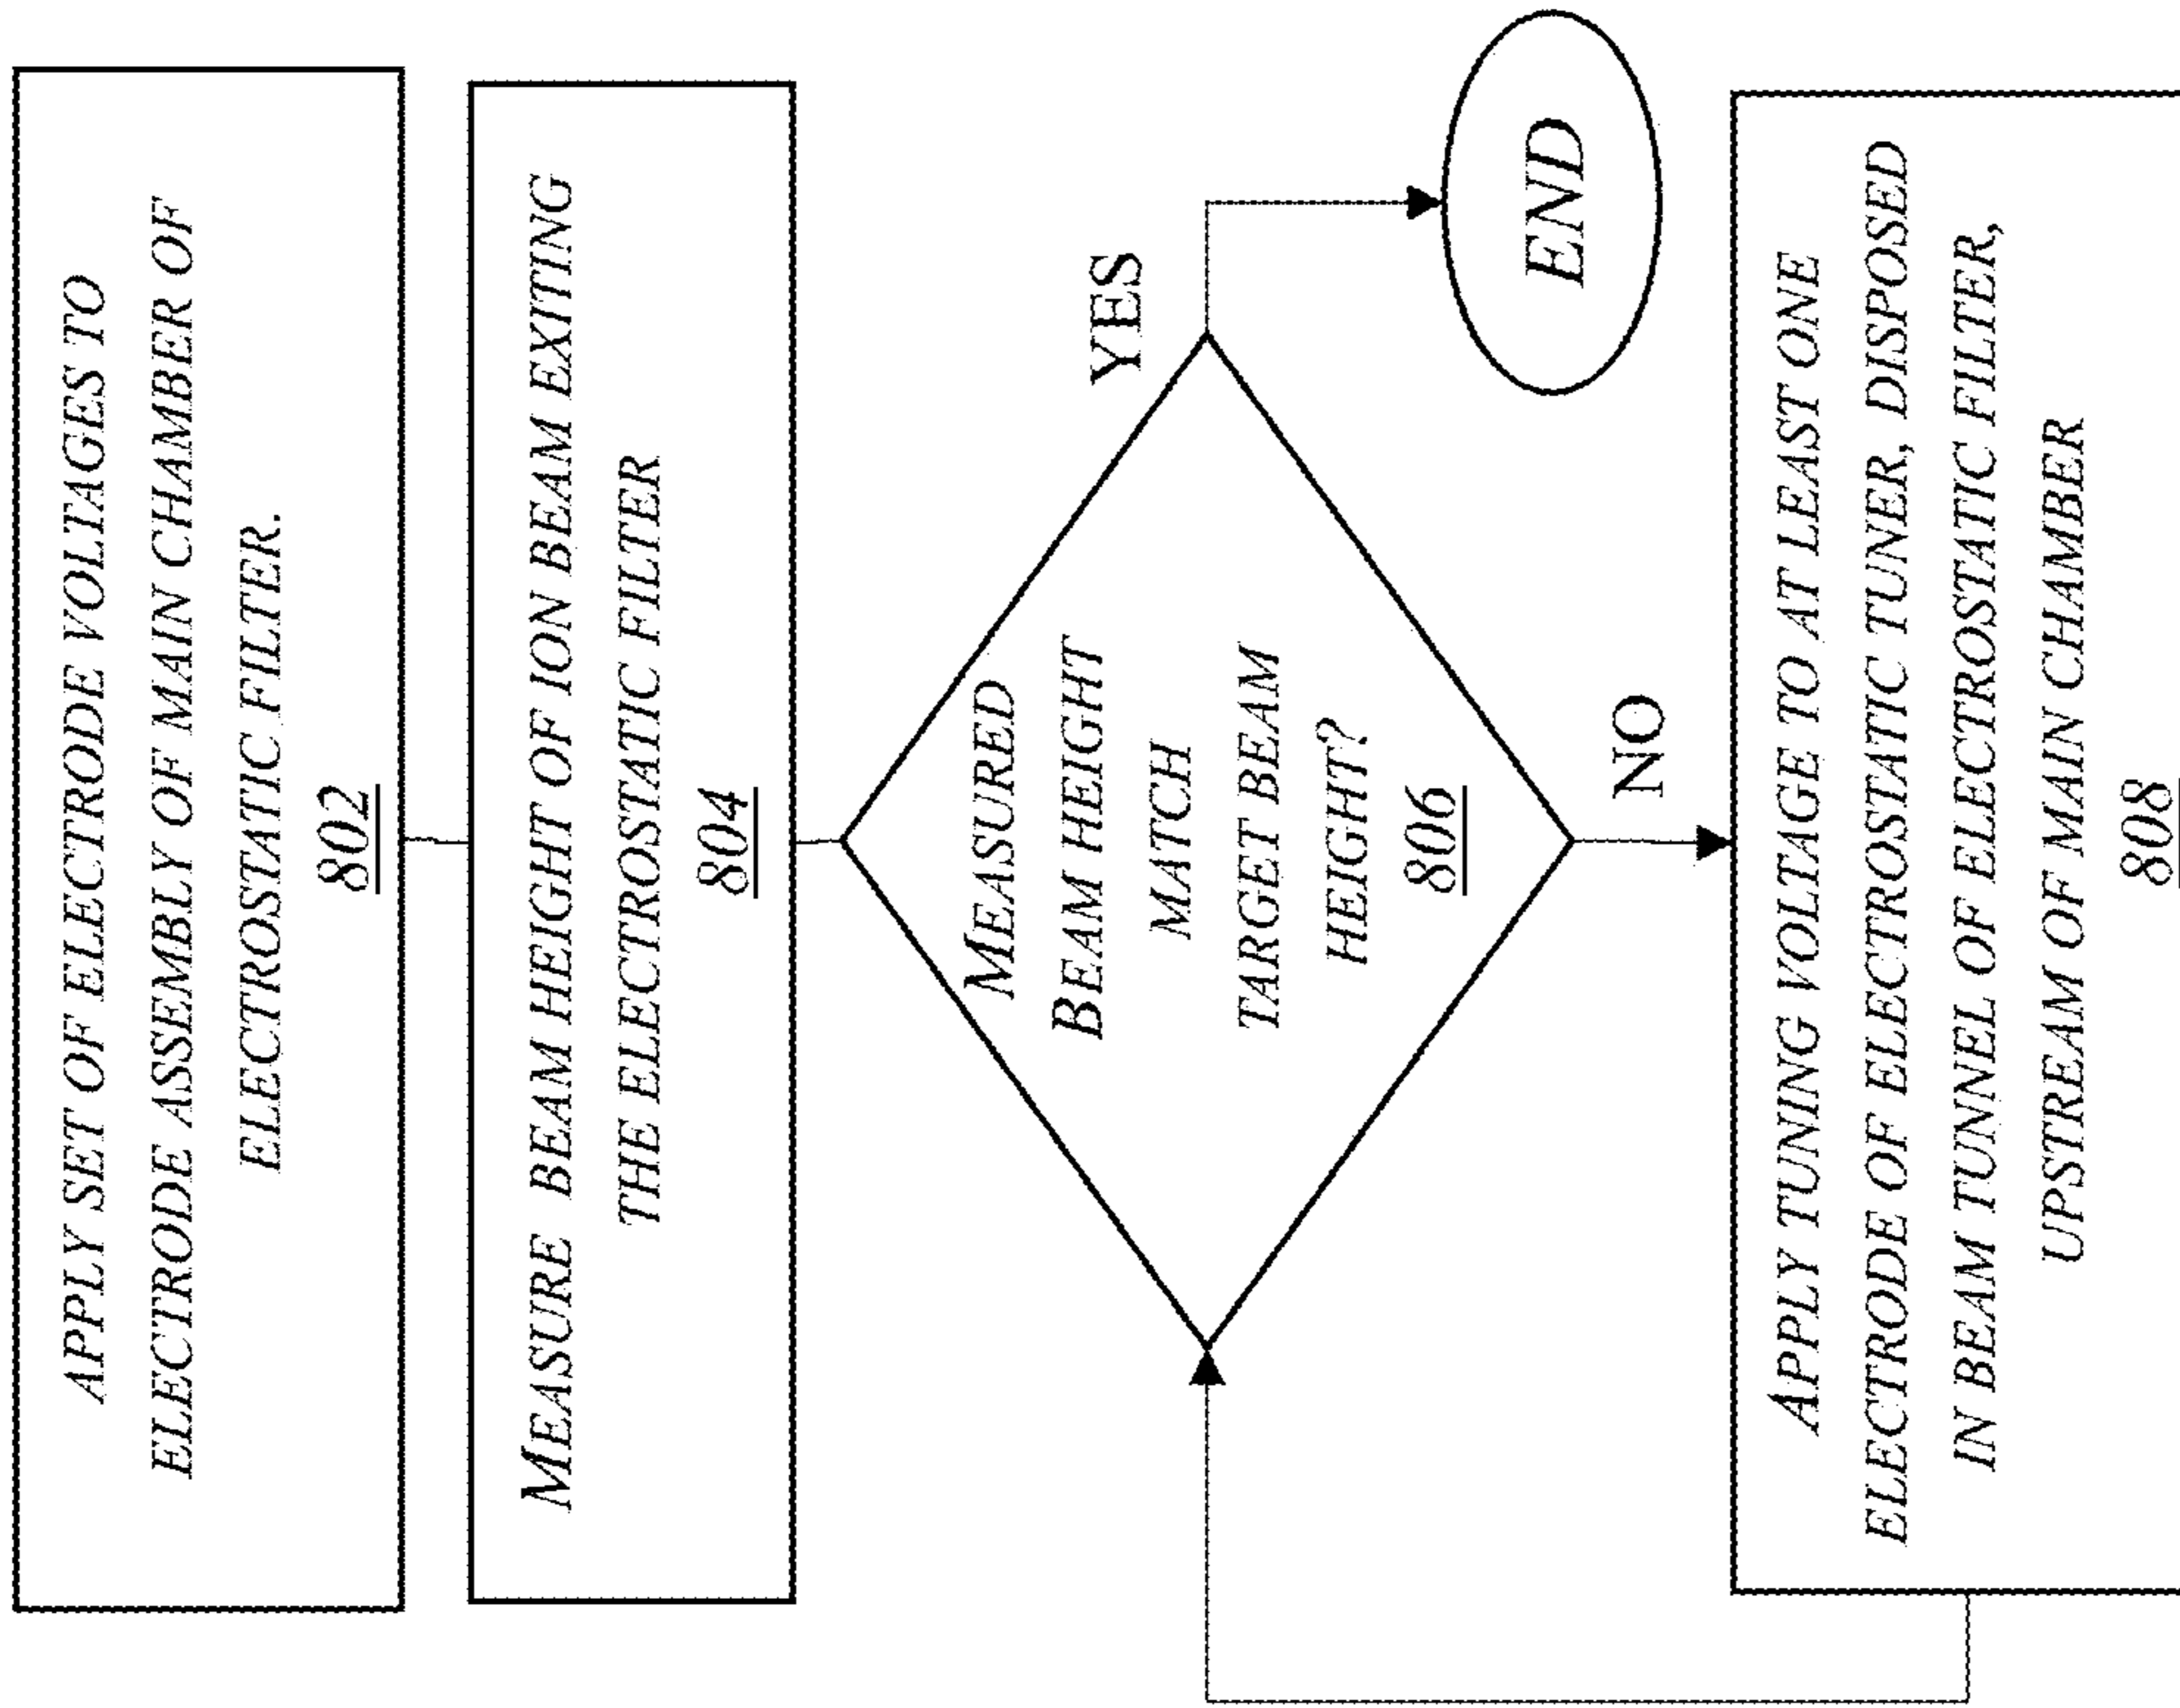 APPLY SET OF ELECTRODE VOLTAGES TO
ELECTRODE ASSEMBLY OF MAIN CHAMBER OF
ELECTROSTATIC FILTER.
802
MEASURE BEAM HEIGHT OF ION BEAM EXITING
THE ELECTROSTATIC FILTER
804
MEASURED
BEAM HEIGHT
MATCH
TARGET BEAM
HEIGHT?
806
YES
END
NO
APPLY TUNING VOLTAGE TO AT LEAST ONE
ELECTRODE OF ELECTROSTATIC TUNER, DISPOSED
IN BEAM TUNNEL OF ELECTROSTATIC FILTER,
UPSTREAM OF MAIN CHAMBER
808